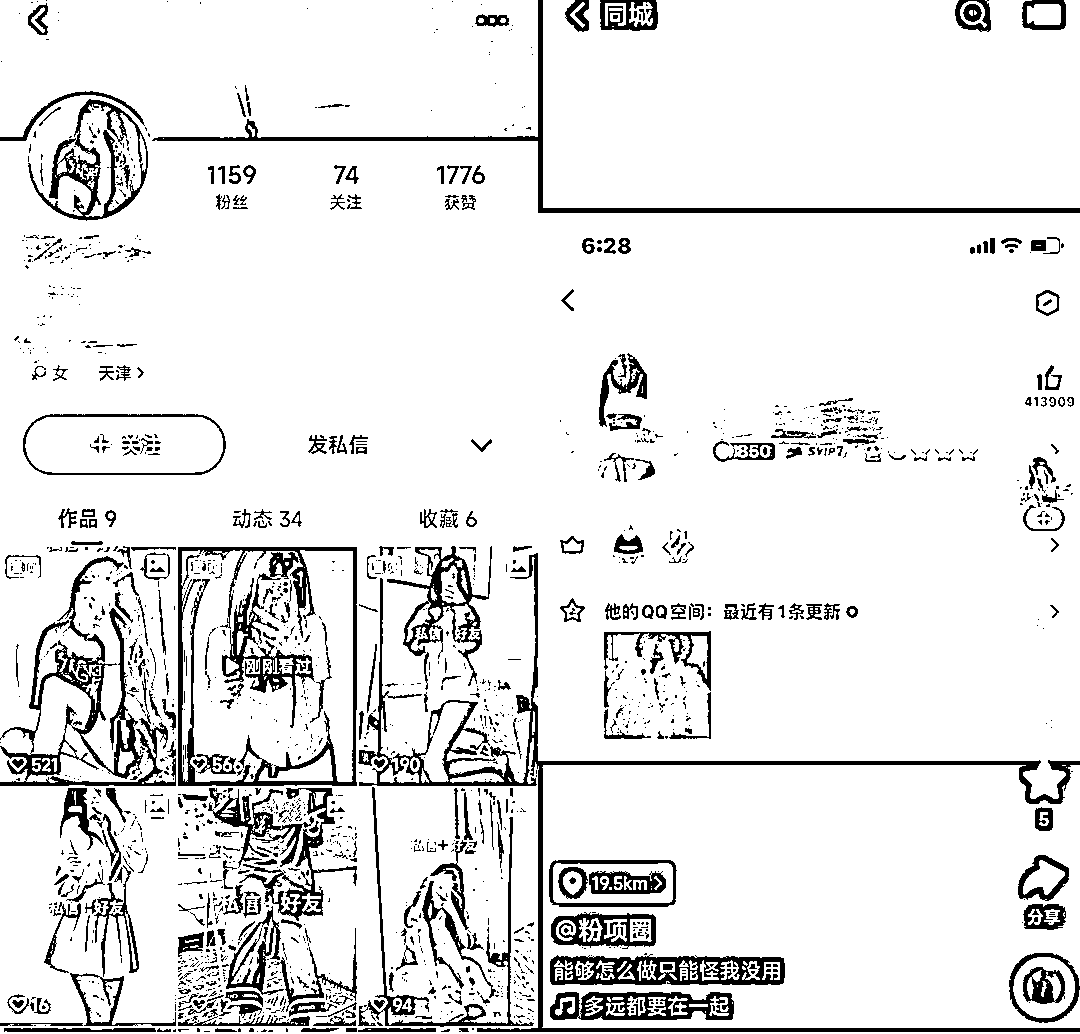 同城
1159 74 1776
粉丝 关注 获赞
6:28
女 天津
413909
关注 发私信
850 SVIP7
作品 9 动态 34 收藏 6
他的QQ空间：最近有1条更新
私信+好友
刚刚看过
521 566 190
5
私信+好友
19.5km
私信+好友 私信+好友
分享
@粉项圈
能够怎么做只能怪我没用
16 94
多远都要在一起